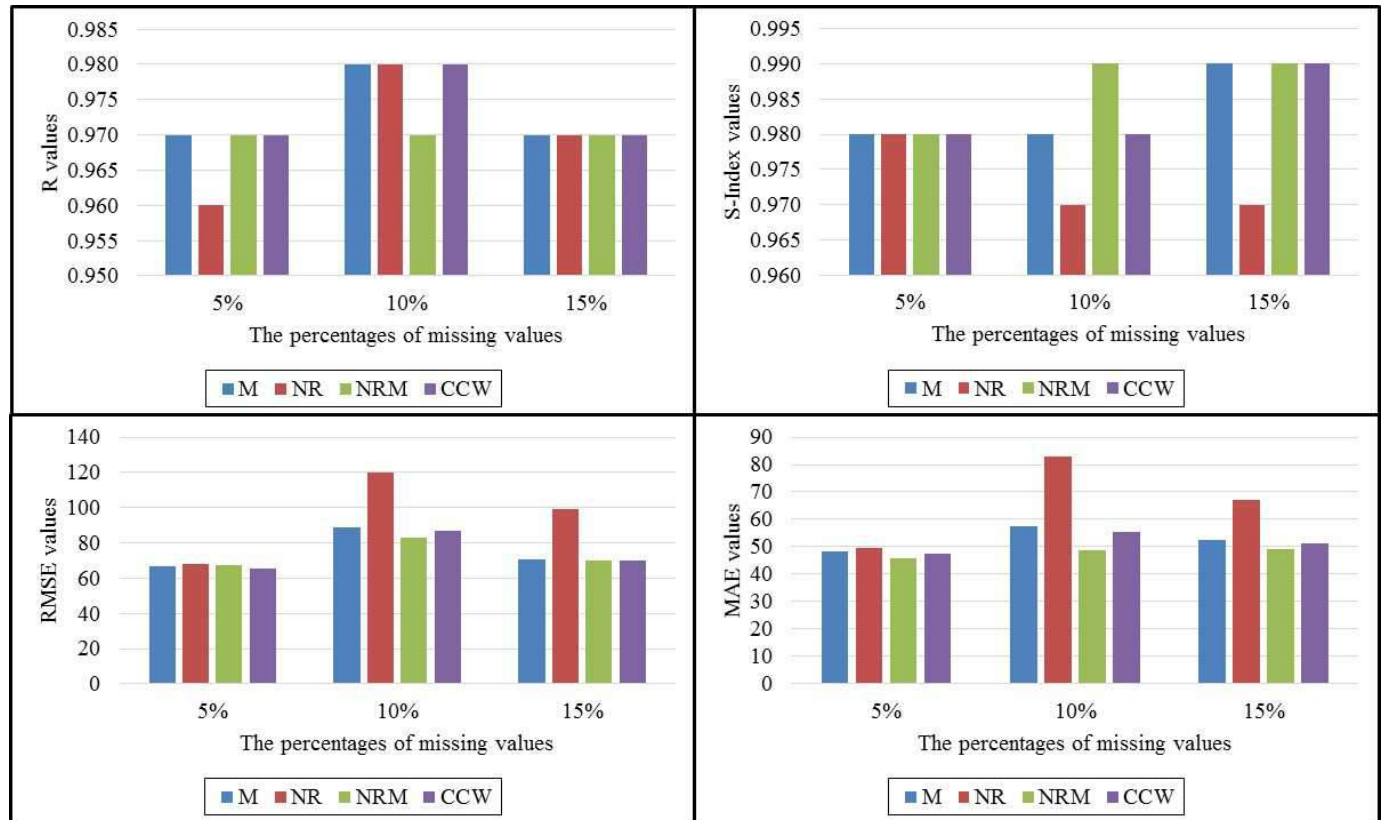 0.985
0.980
0.975
0.970
0.965
0.960
0.955
0.950
R values
5% 10% 15%
The percentages of missing values
M NR NRM CCW
0.995
0.990
0.985
0.980
0.975
0.970
0.965
0.960
S-Index values
5% 10% 15%
The percentages of missing values
M NR NRM CCW
140
120
100
80
60
40
20
0
RMSE values
5% 10% 15%
The percentages of missing values
M NR NRM CCW
90
80
70
60
50
40
30
20
10
0
MAE values
5% 10% 15%
The percentages of missing values
M NR NRM CCW